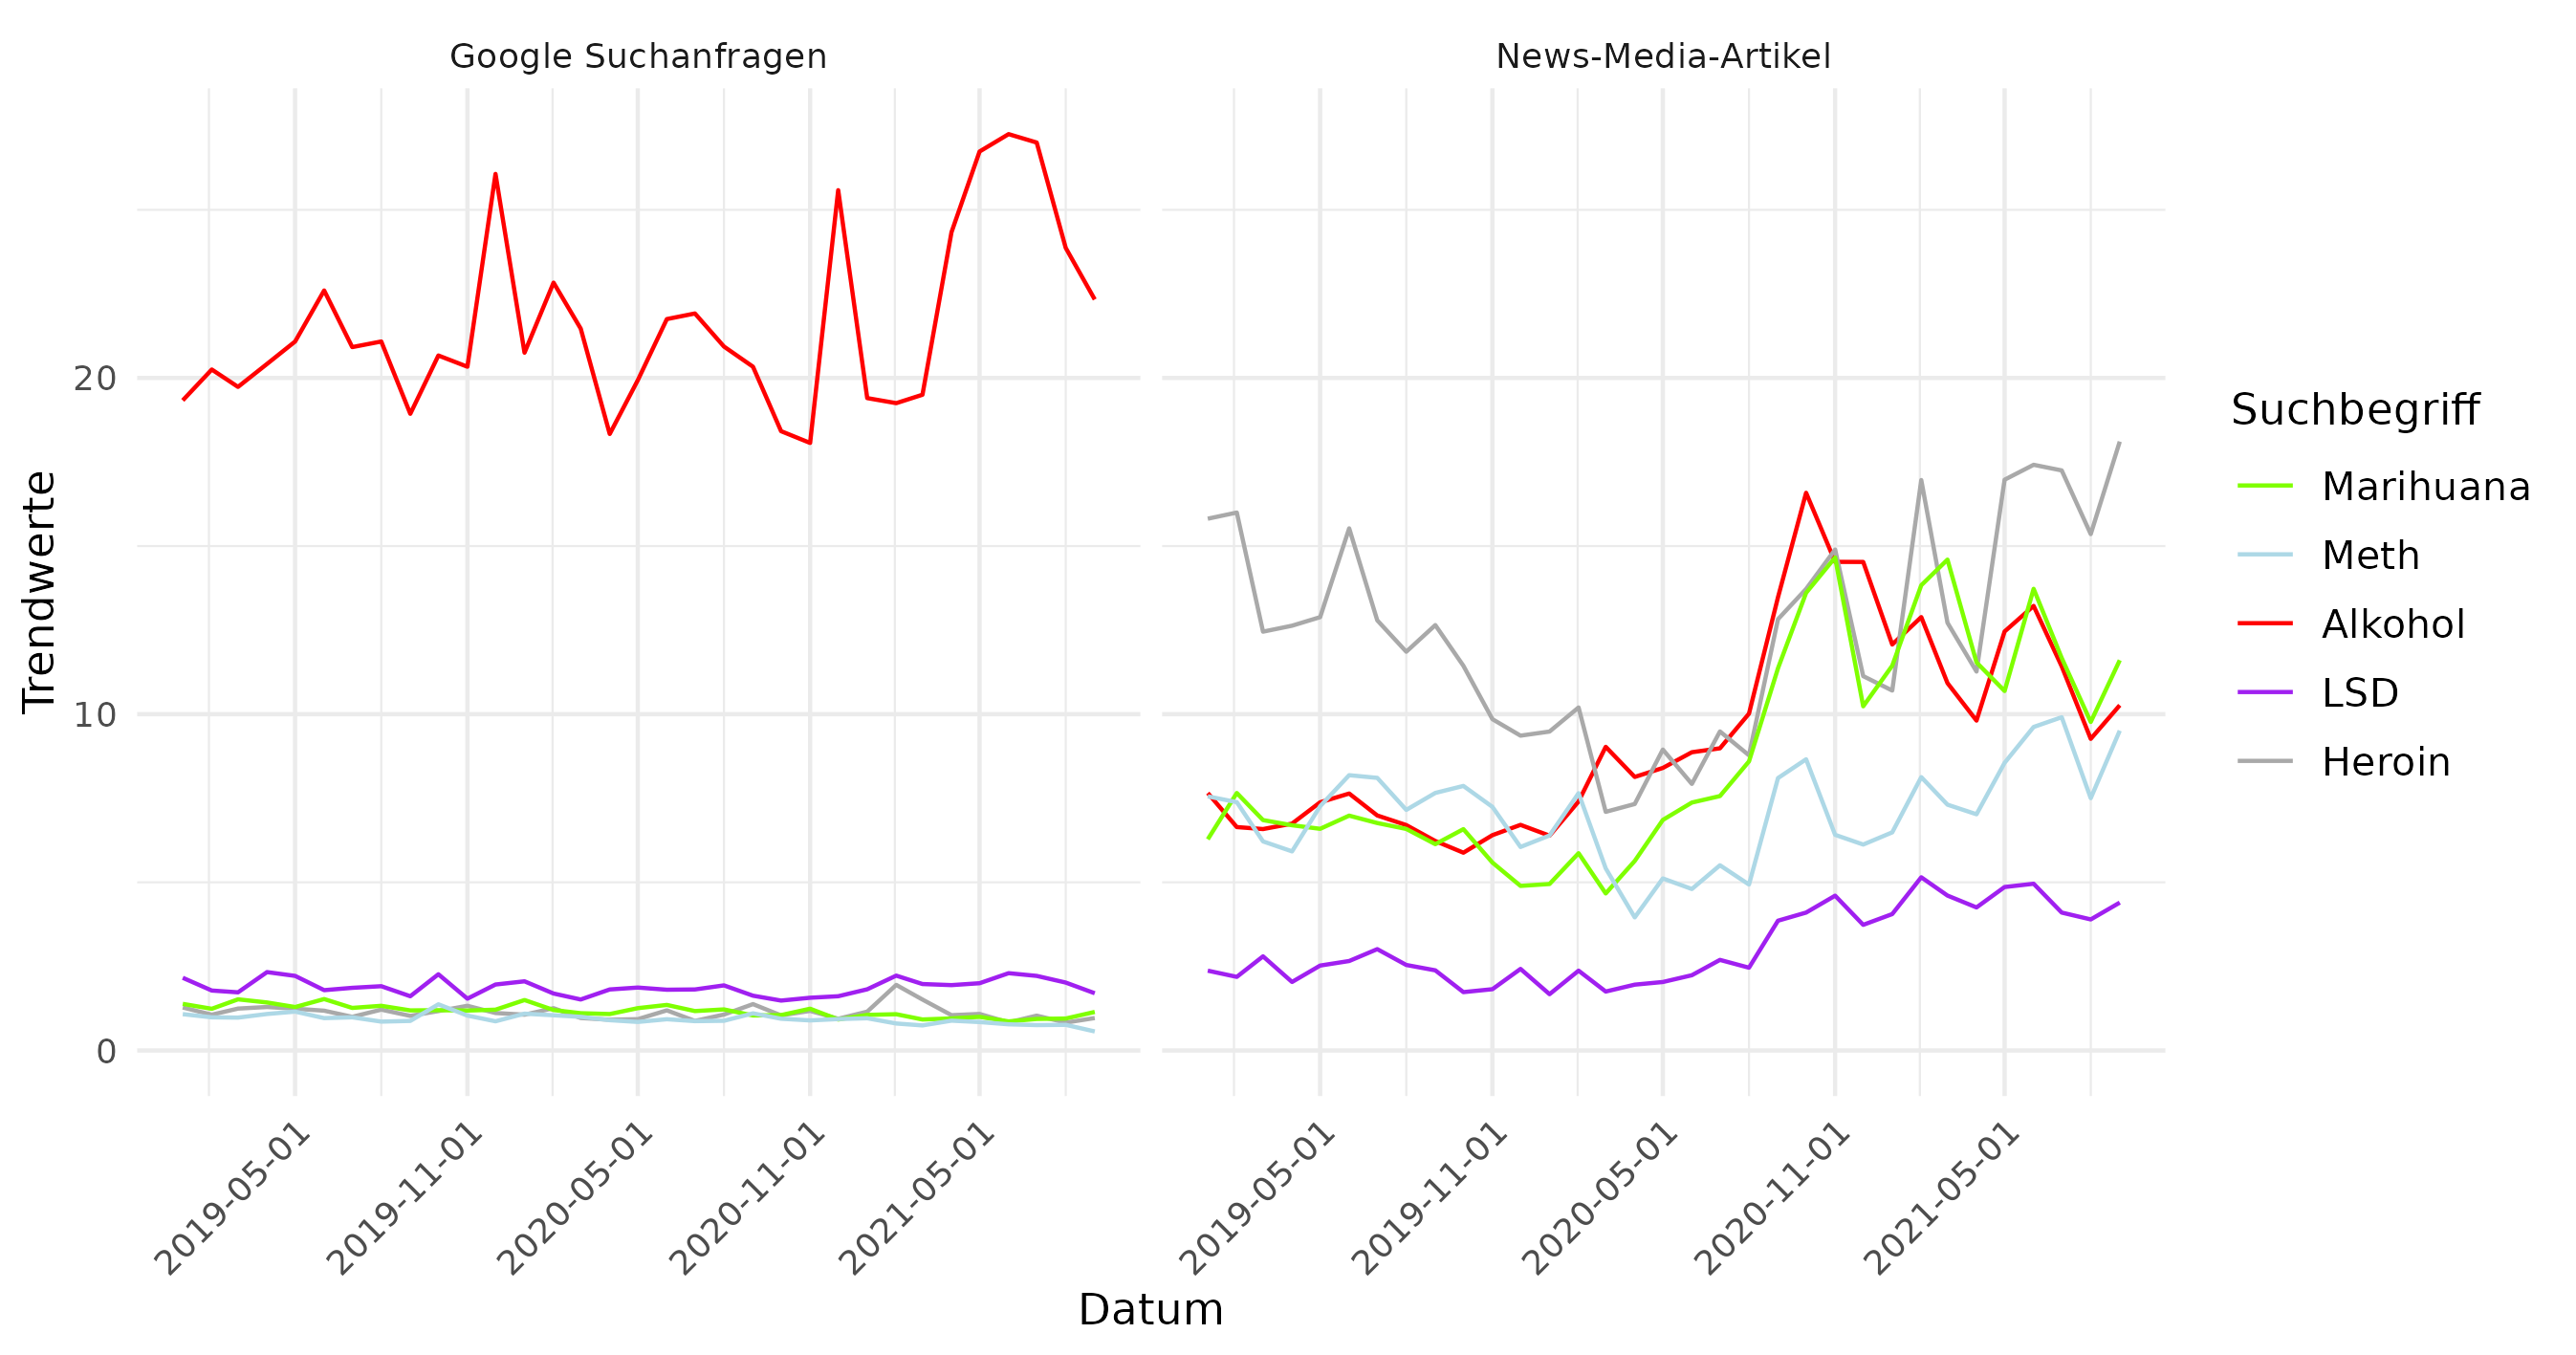 Google Suchanfragen
News-Media-Artikel
Trendwerte
20
10
0
2019-05-01
2019-11-01
2020-05-01
2020-11-01
2021-05-01
2019-05-01
2019-11-01
2020-05-01
2020-11-01
2021-05-01
Datum
Suchbegriff
Marihuana
Meth
Alkohol
LSD
Heroin